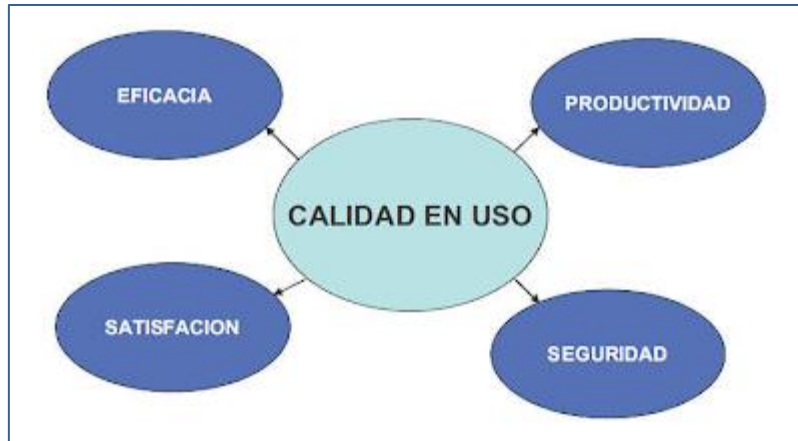 EFICACIA
PRODUCTIVIDAD
CALIDAD EN USO
SATISFACION
SEGURIDAD